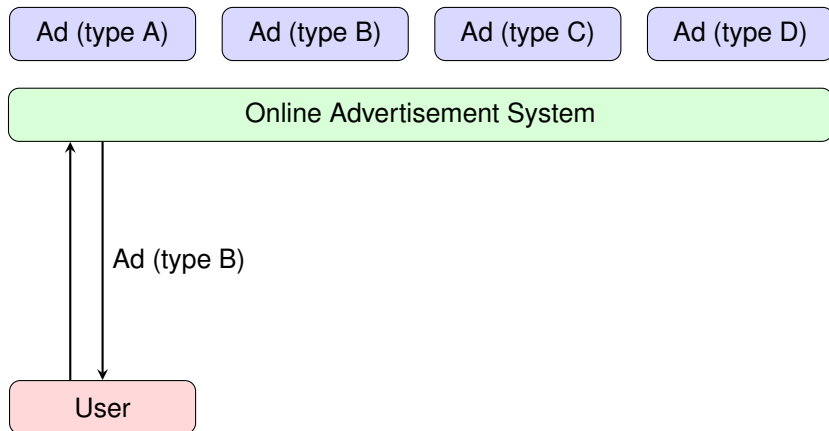 Ad (type A)
Ad (type B)
Ad (type C)
Ad (type D)
Online Advertisement System
Ad (type B)
User